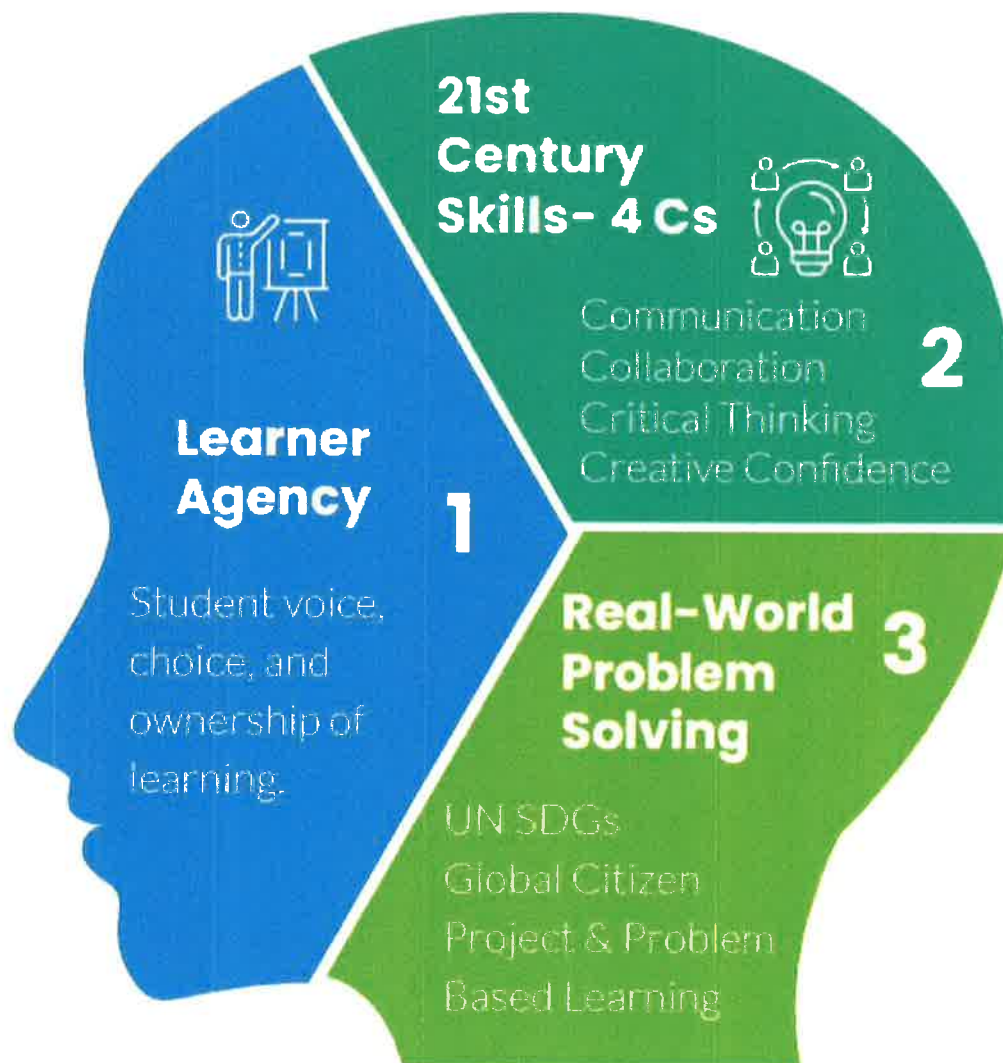 Learner
Agency
1
Student voice,
choice, and
ownership of
learning.
21st
Century
Skills- 4 Cs
2
Communication
Collaboration
Critical Thinking
Creative Confidence
Real-World
Problem
Solving
3
UN SDGs
Global Citizen
Project & Problem
Based Learning